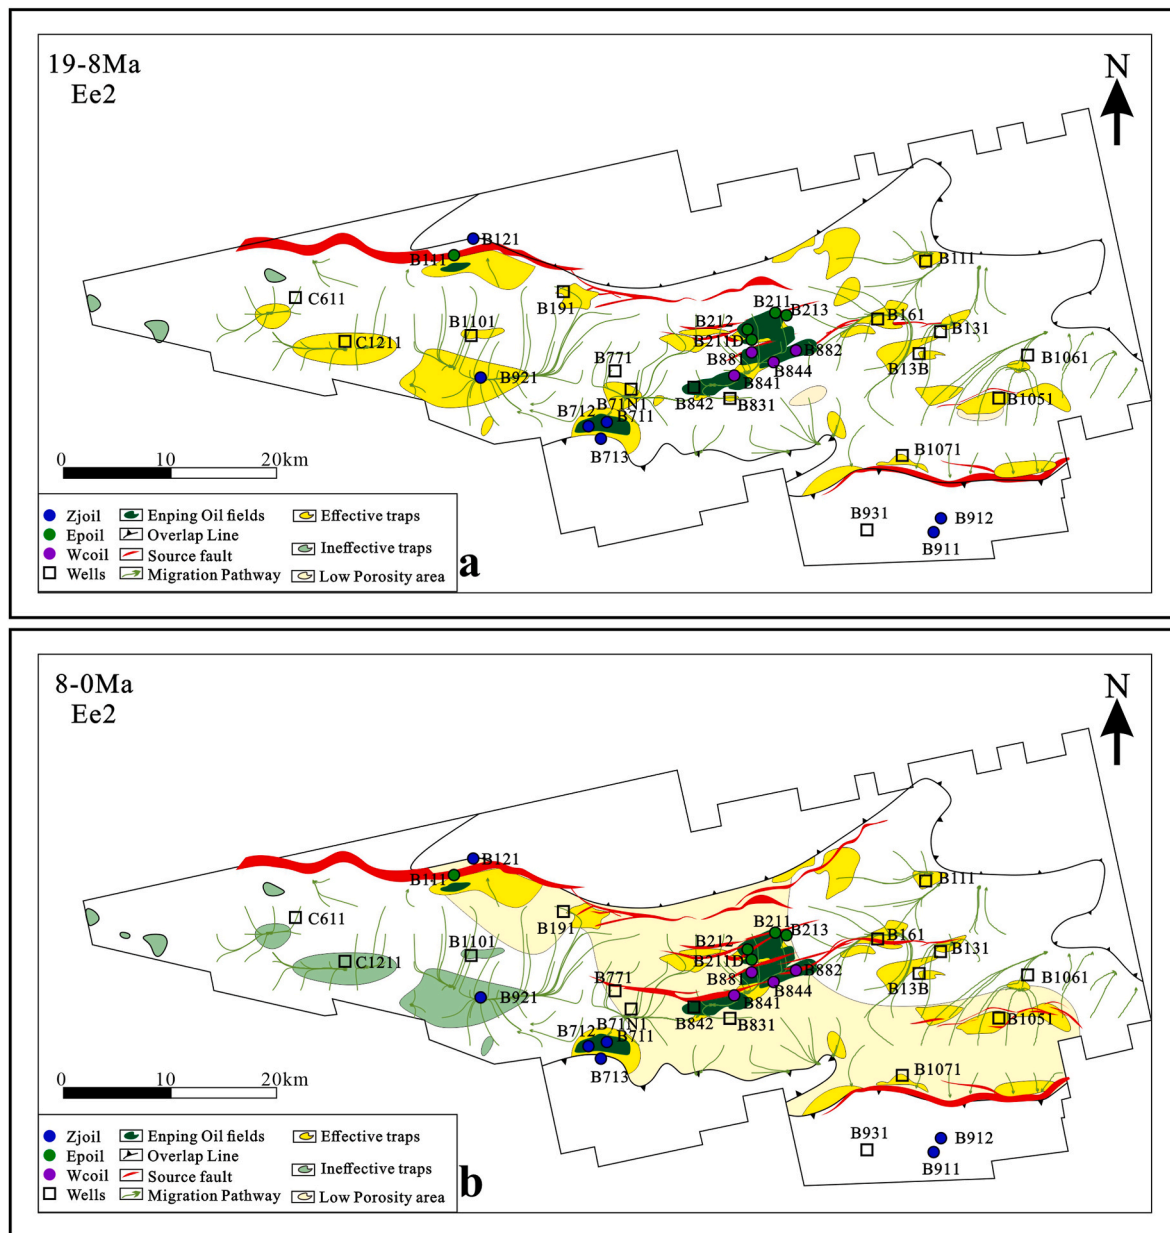 19-8Ma
Ee2
N
B121
B111
B111
C611
B191
B211
B213
B161
B1101
B212
B131
C1211
B211D
B881
B882
B13B
B1061
B771
B844
B921
B841
B71N1
B842
B831
B1051
B712
B711
B713
B1071
0
20km
10
B931
B912
B911
Zjoil
Enping Oil fields
Effective traps
Epoil
Overlap Line
Wcoil
Source fault
Ineffective traps
Wells
Migration Pathway
Low Porosity area
a
8-0Ma
Ee2
N
B121
B111
B111
C611
B191
B211
B213
B161
B1101
B212
B131
C1211
B211D
B881
B882
B13B
B1061
B771
B844
B921
B841
B71N1
B842
B831
B1051
B712
B711
B713
B1071
0
20km
10
B931
B912
B911
Zjoil
Enping Oil fields
Effective traps
Epoil
Overlap Line
Wcoil
Source fault
Ineffective traps
Wells
Migration Pathway
Low Porosity area
b